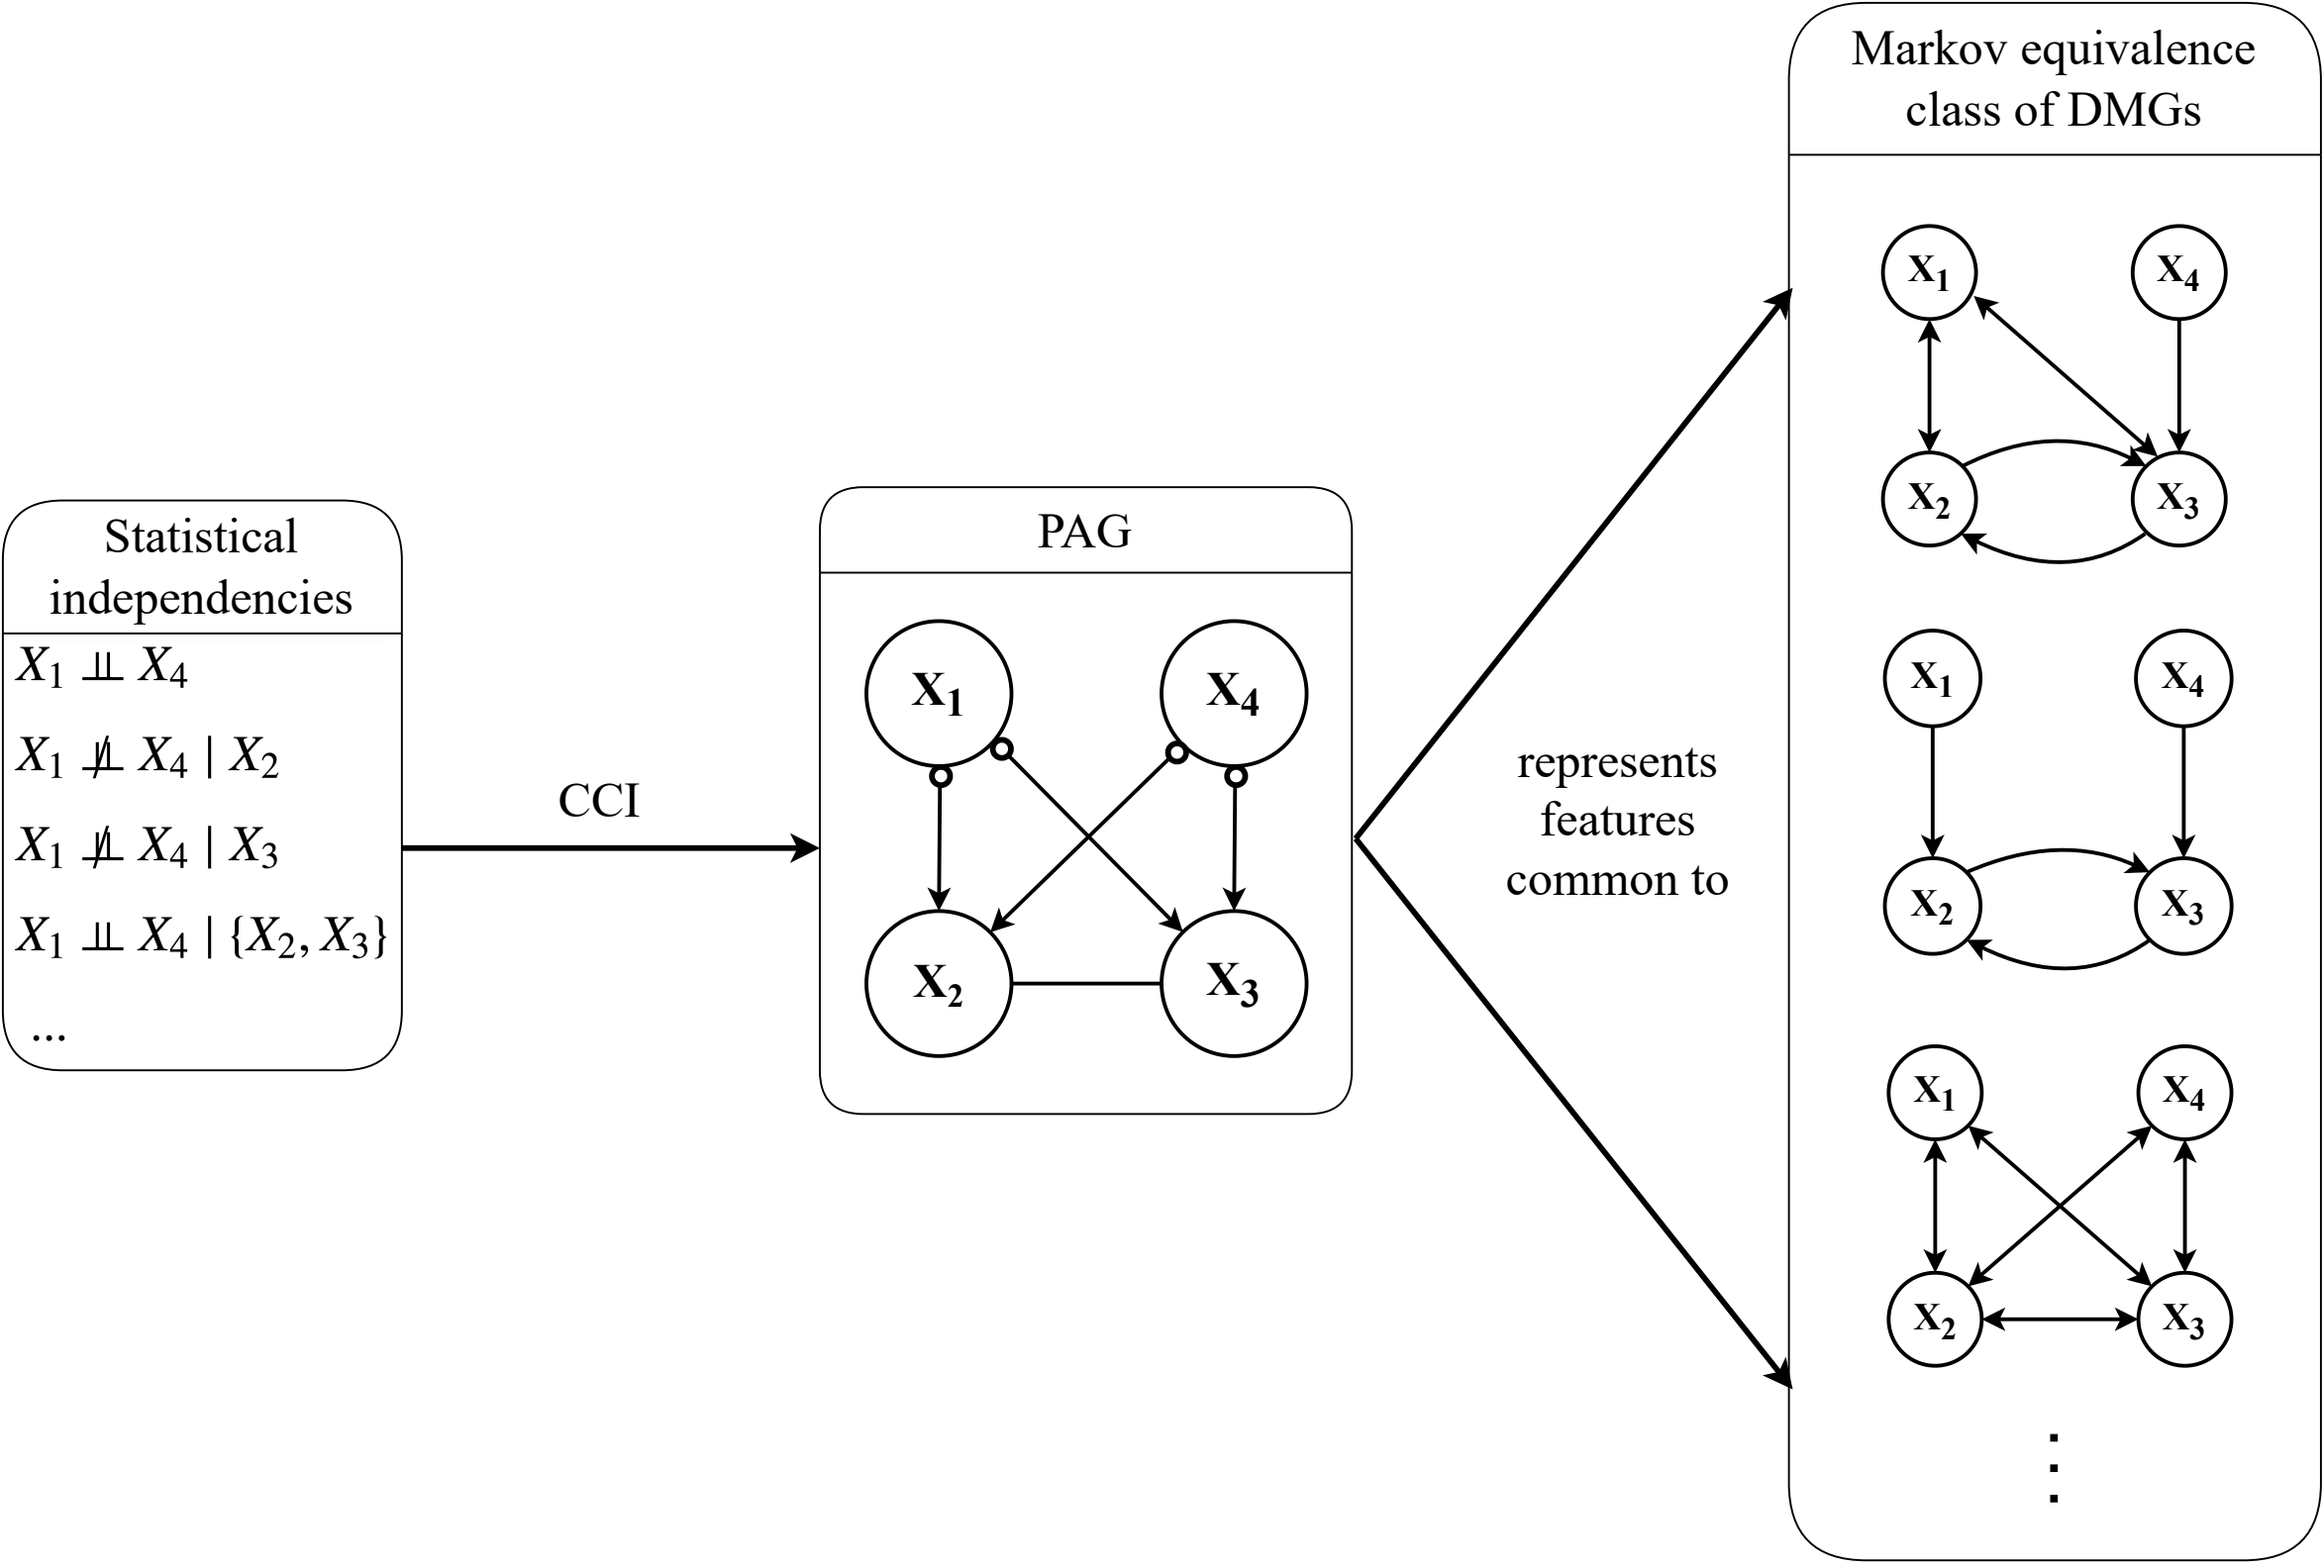 Statistical
independencies
X₁ ⫫ X₄
X₁ ⫫̸ X₄ | X₂
X₁ ⫫̸ X₄ | X₃
X₁ ⫫ X₄ | {X₂, X₃}
...
CCI
PAG
X₁
X₄
X₂
X₃
represents
features
common to
Markov equivalence
class of DMGs
X₁
X₄
X₂
X₃
X₁
X₄
X₂
X₃
X₁
X₄
X₂
X₃
⋮